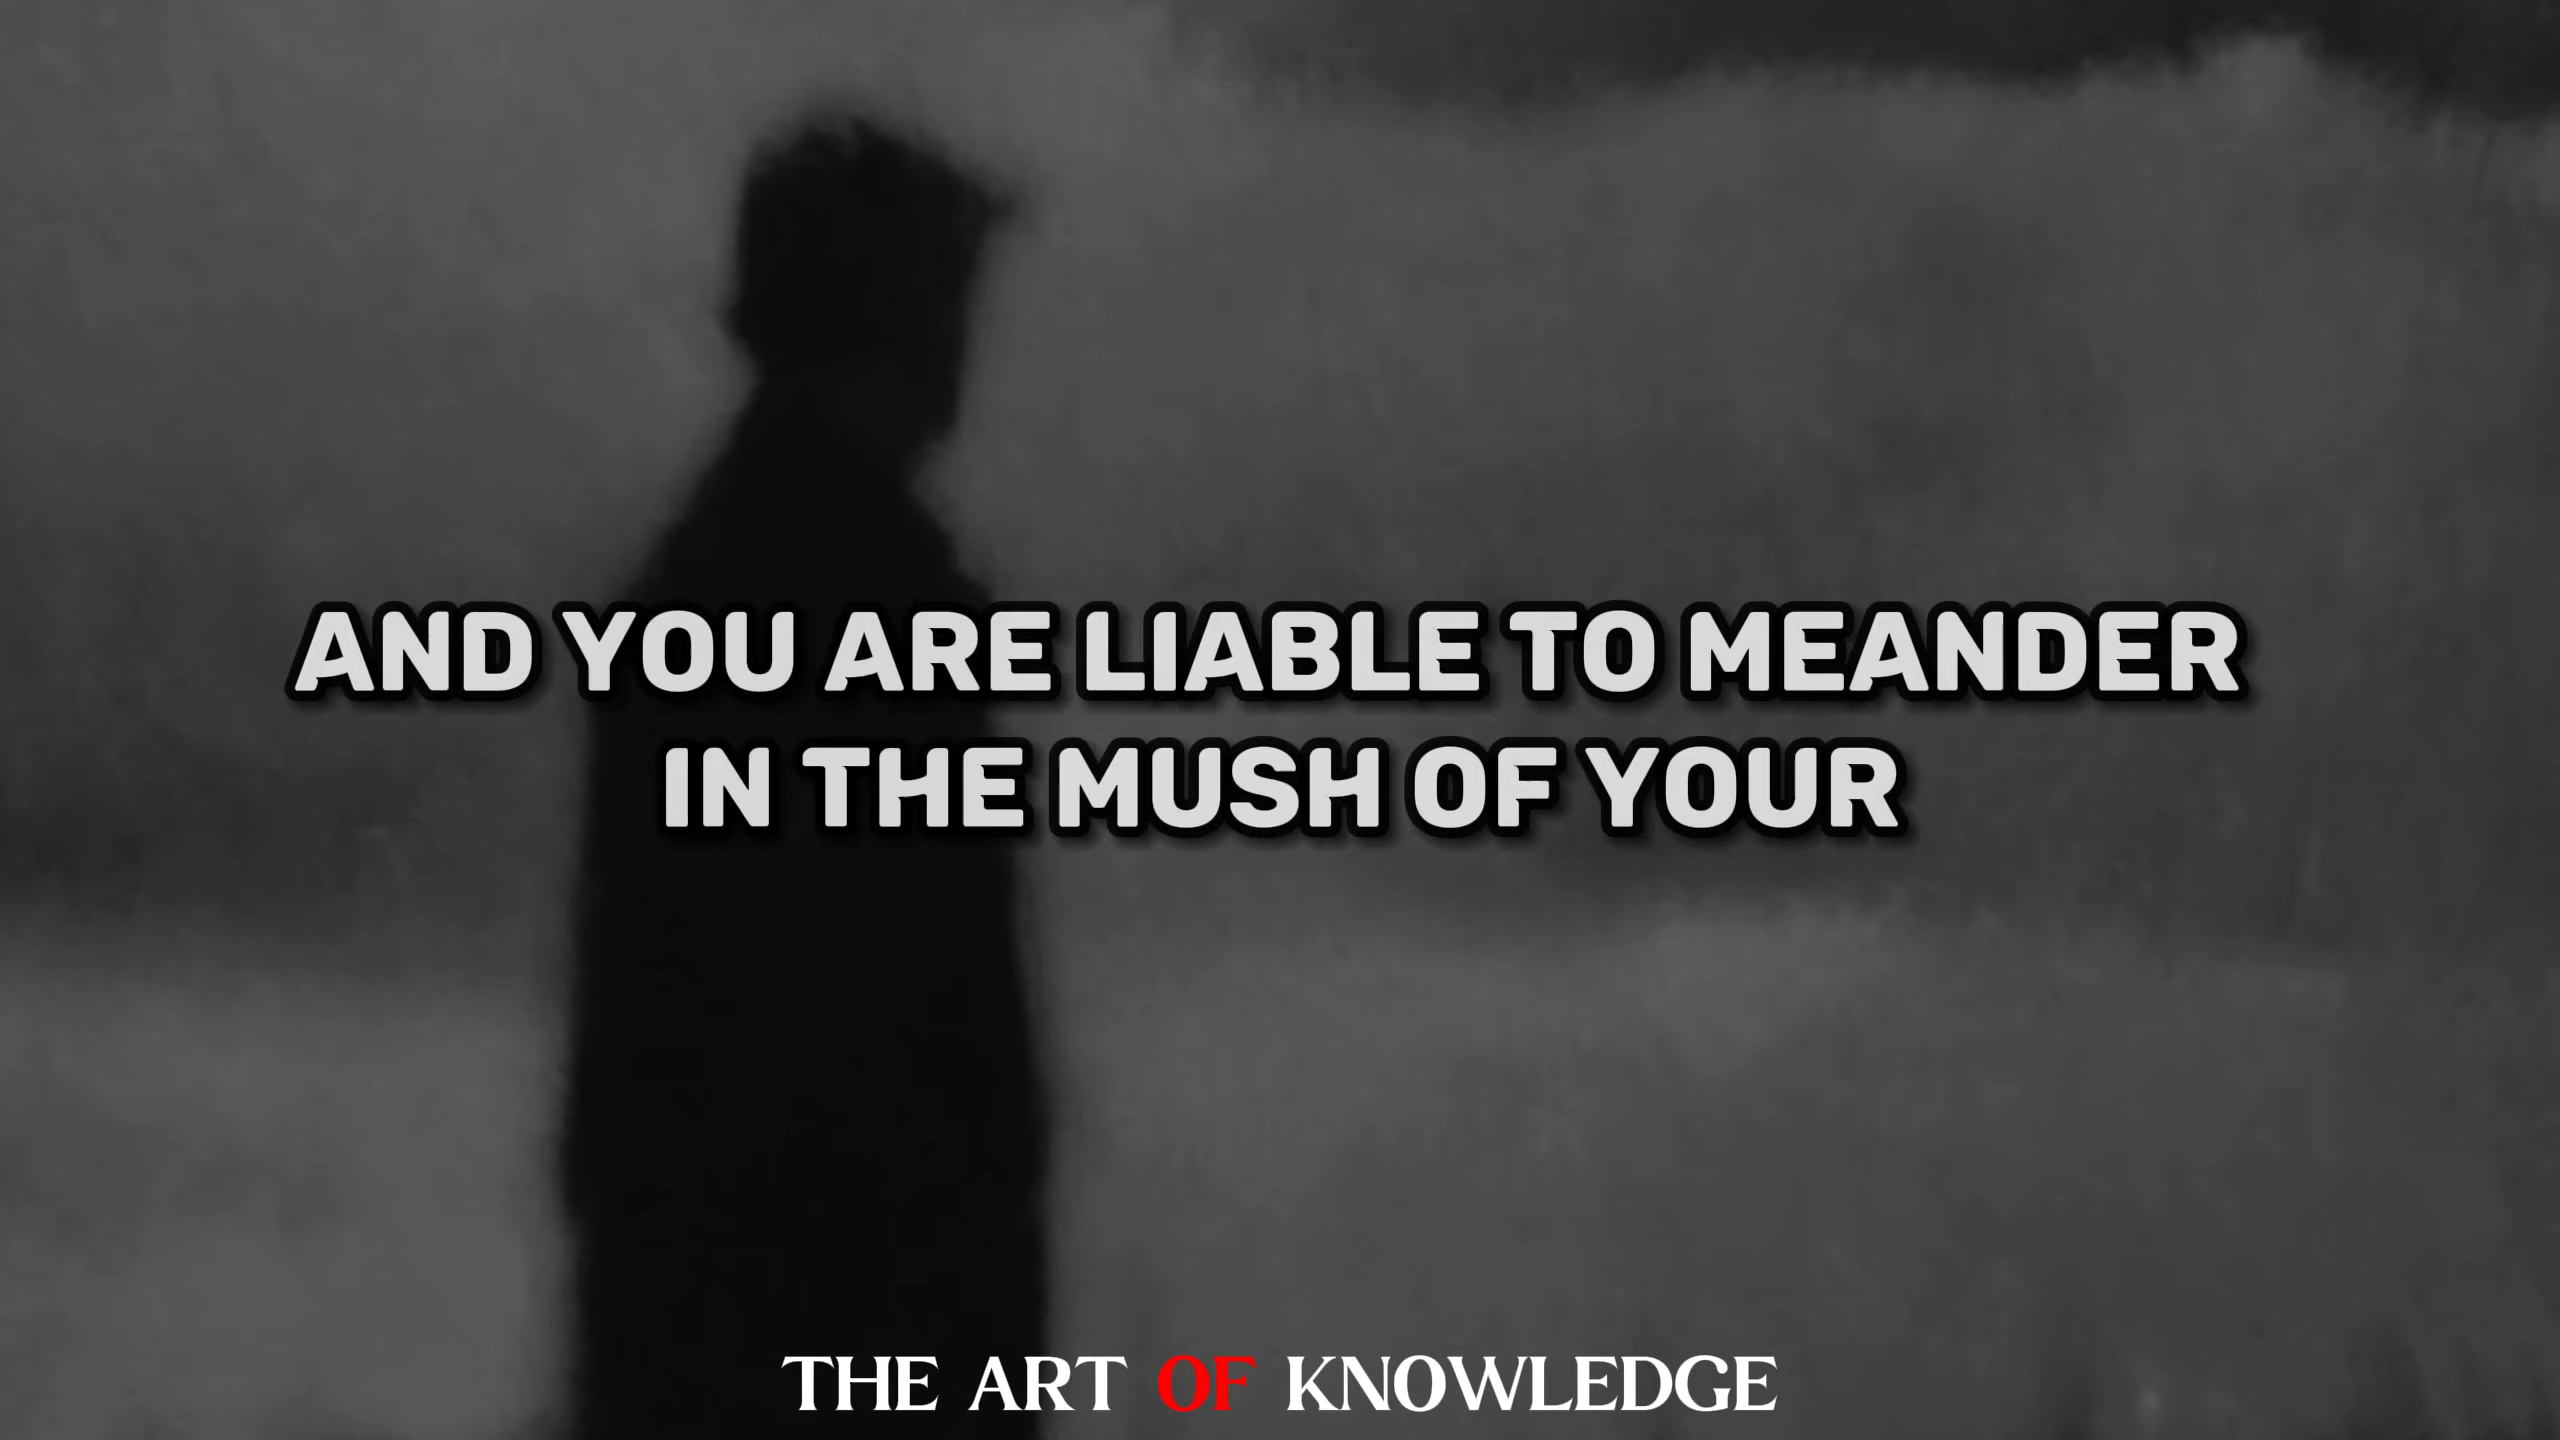 AND YOU ARE LIABLE TO MEANDER
IN THE MUSH OF YOUR
THE ART OF KNOWLEDGE